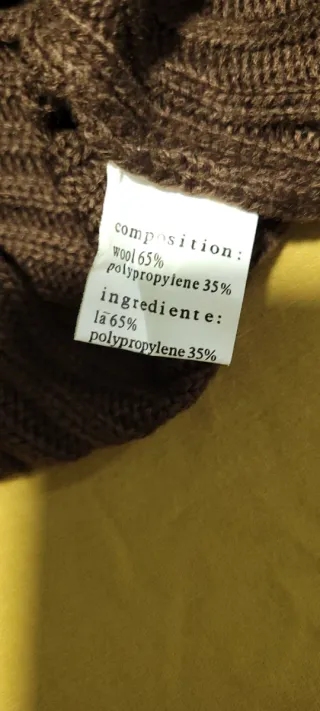 composition:
wool 65%
polypropylene 35%
ingrediente:
lã 65%
polypropylene 35%